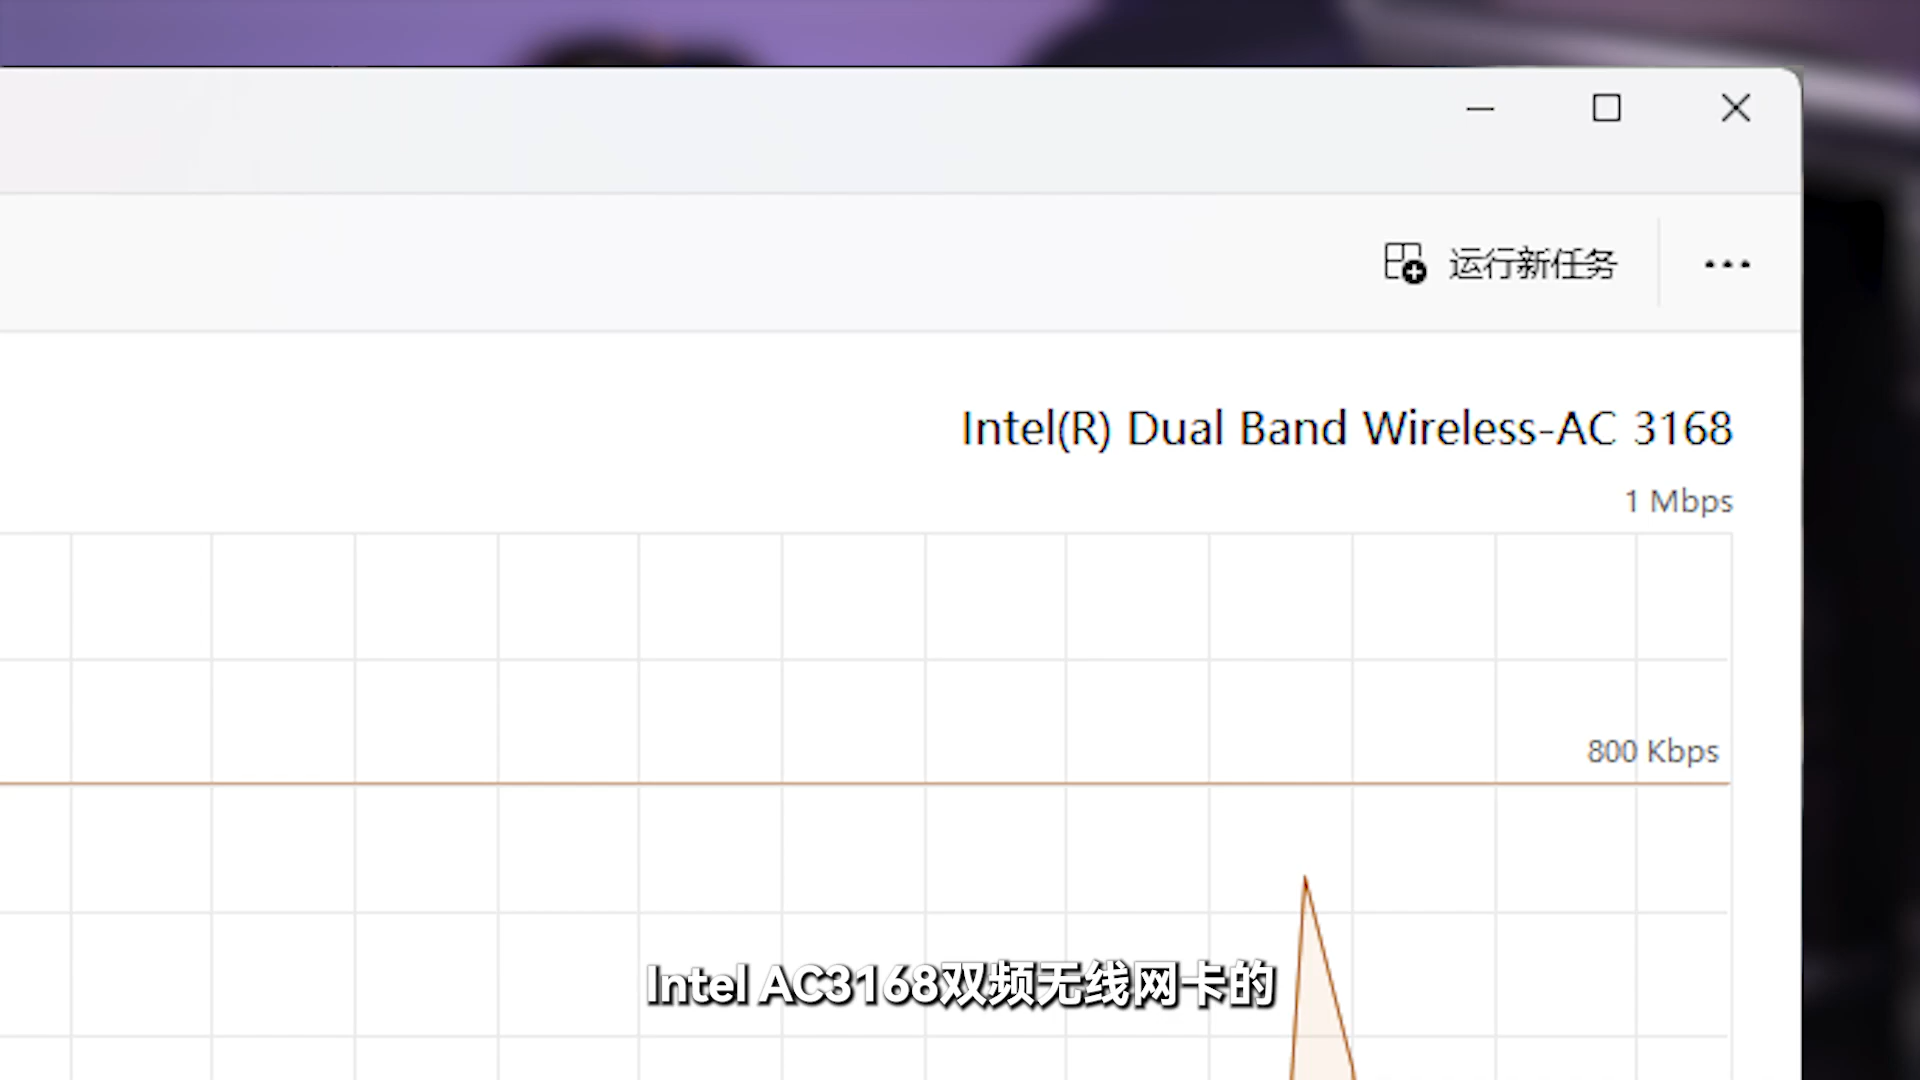 运行新任务
Intel(R) Dual Band Wireless-AC 3168
1 Mbps
800 Kbps
Intel AC3168双频无线网卡的